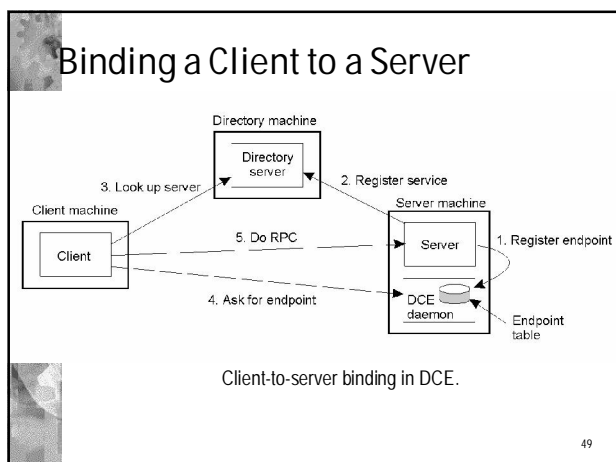 Binding a Client to a Server
Directory machine
Directory
server
3. Look up server
2. Register service
Client machine
Server machine
Client
5. Do RPC
Server
1. Register endpoint
4. Ask for endpoint
DCE
daemon
Endpoint
table
Client-to-server binding in DCE.
49